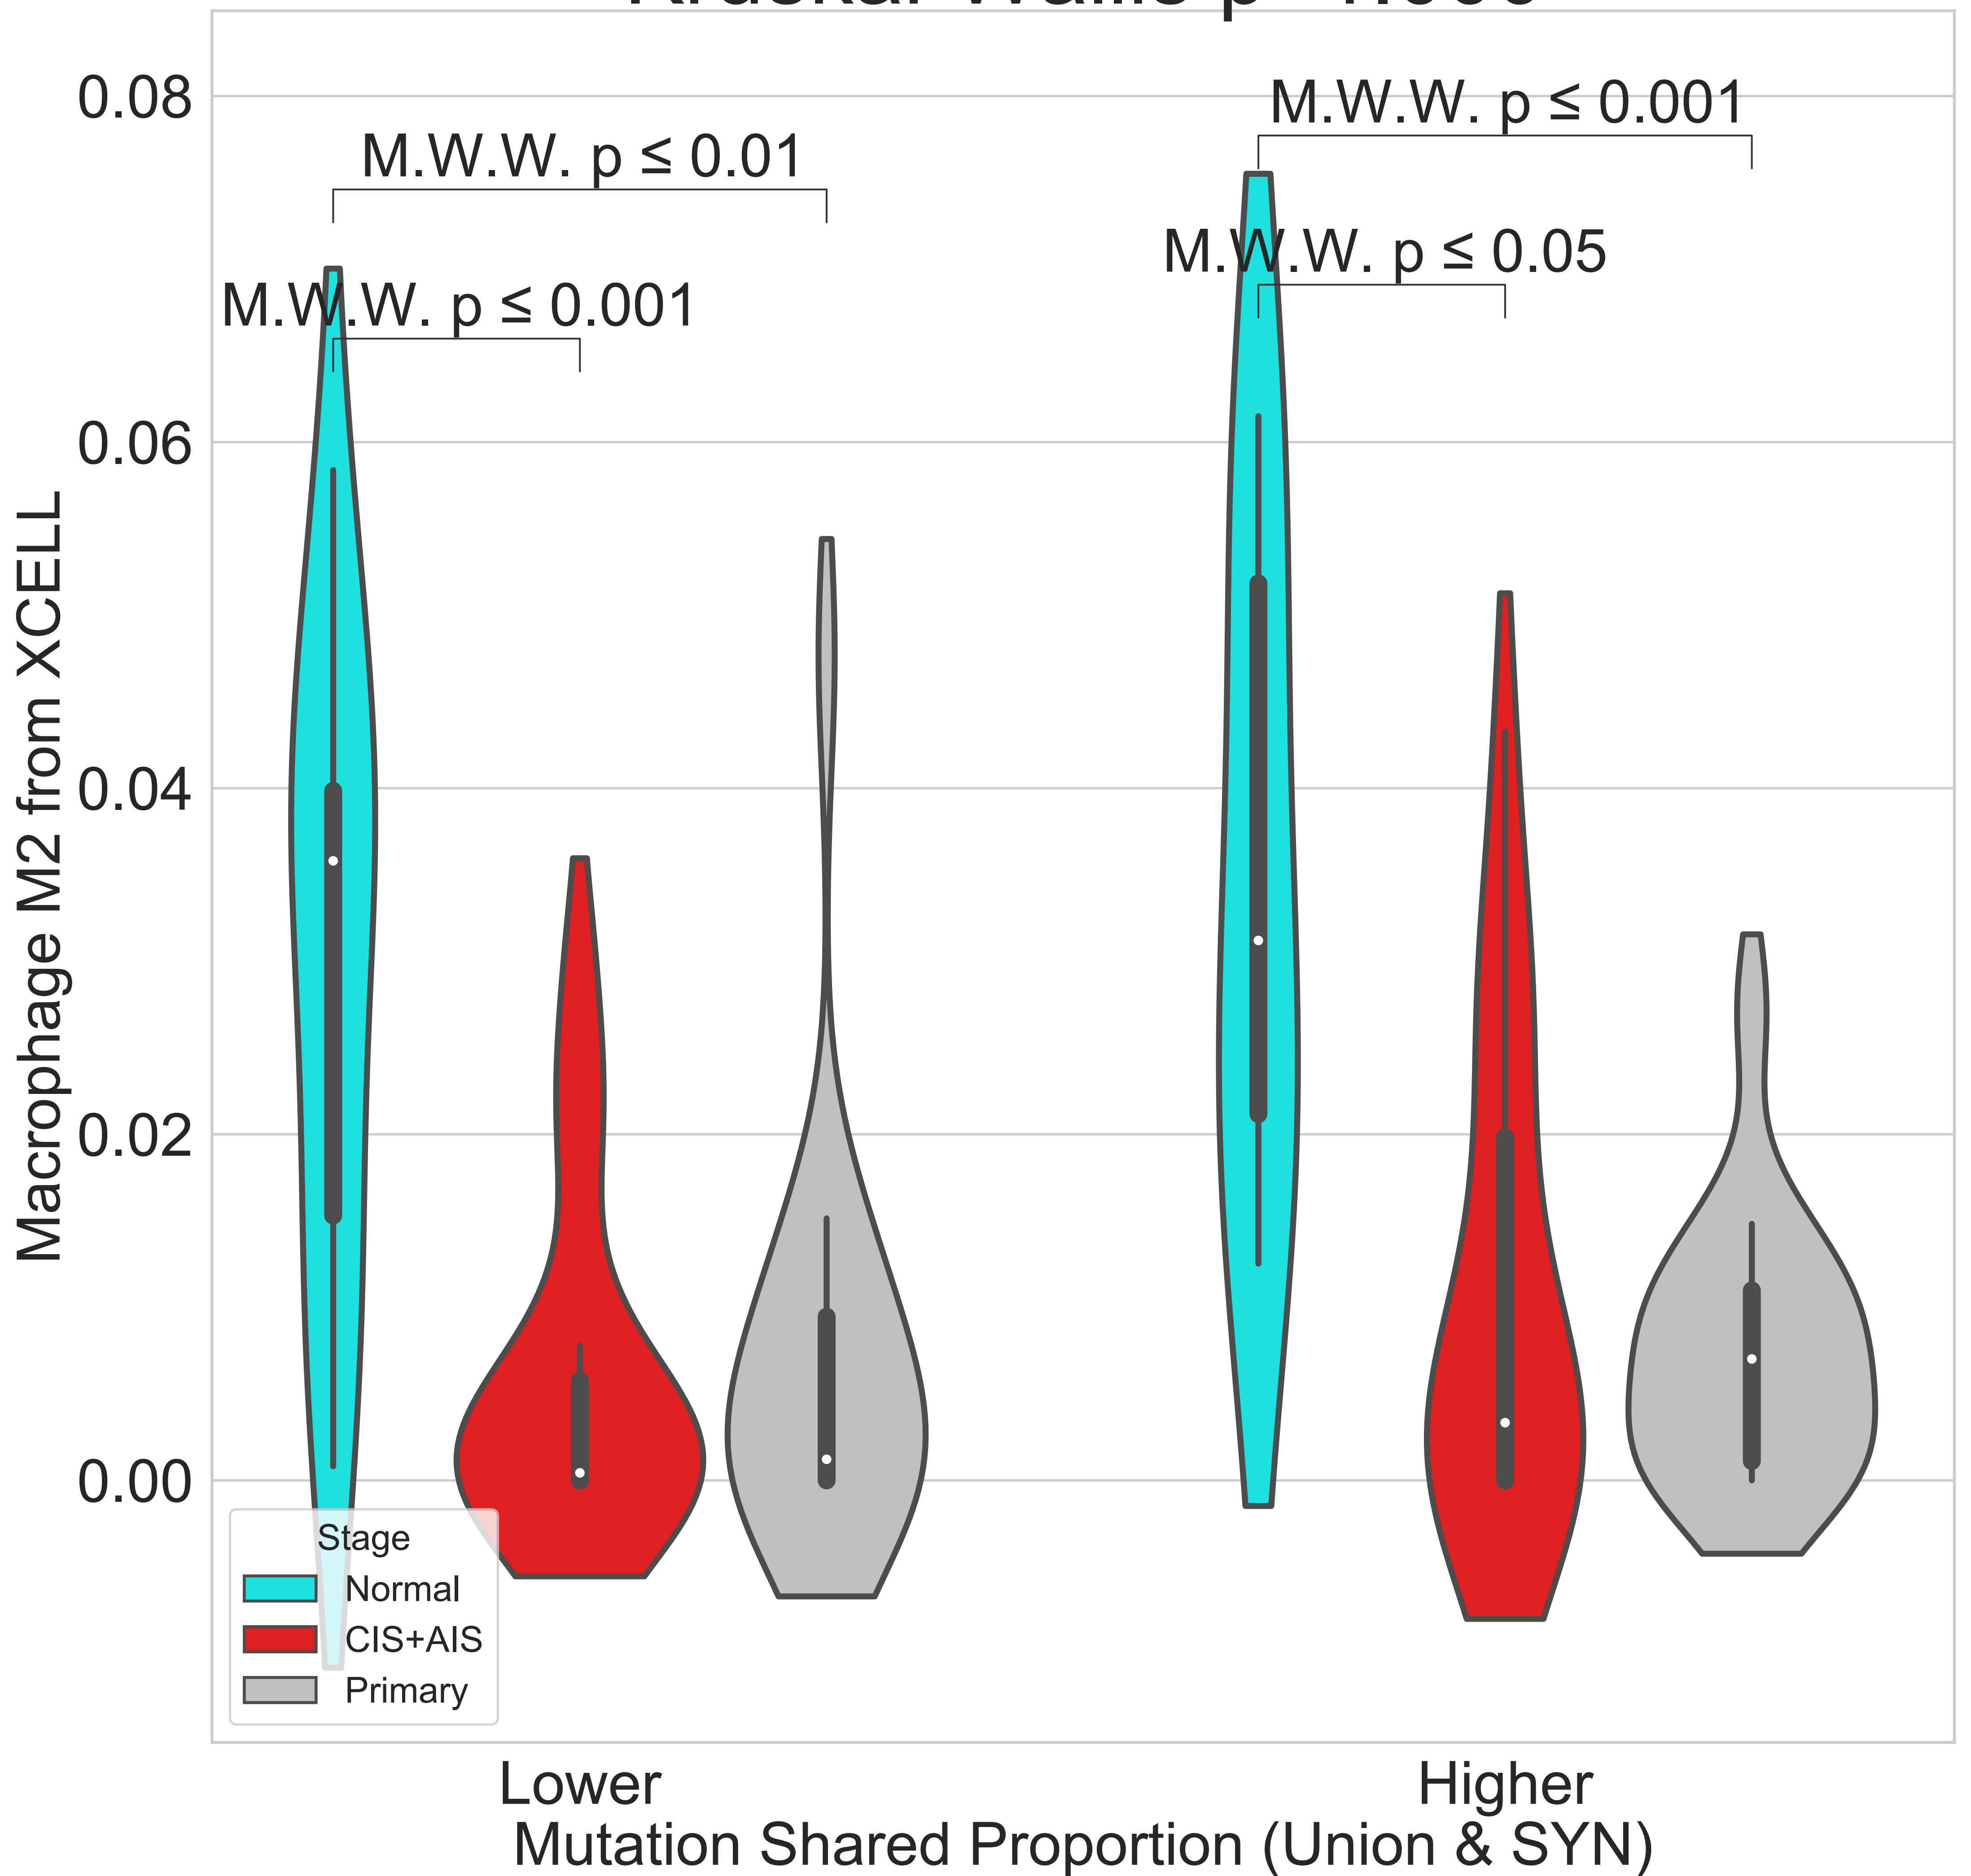 0.08
0.06
0.04
0.02
0.00
Macrophage M2 from XCELL
M.W.W. p ≤ 0.01
M.W.W. p ≤ 0.001
M.W.W. p ≤ 0.001
M.W.W. p ≤ 0.05
Stage
Normal
CIS+AIS
Primary
Lower
Higher
Mutation Shared Proportion (Union & SYN)